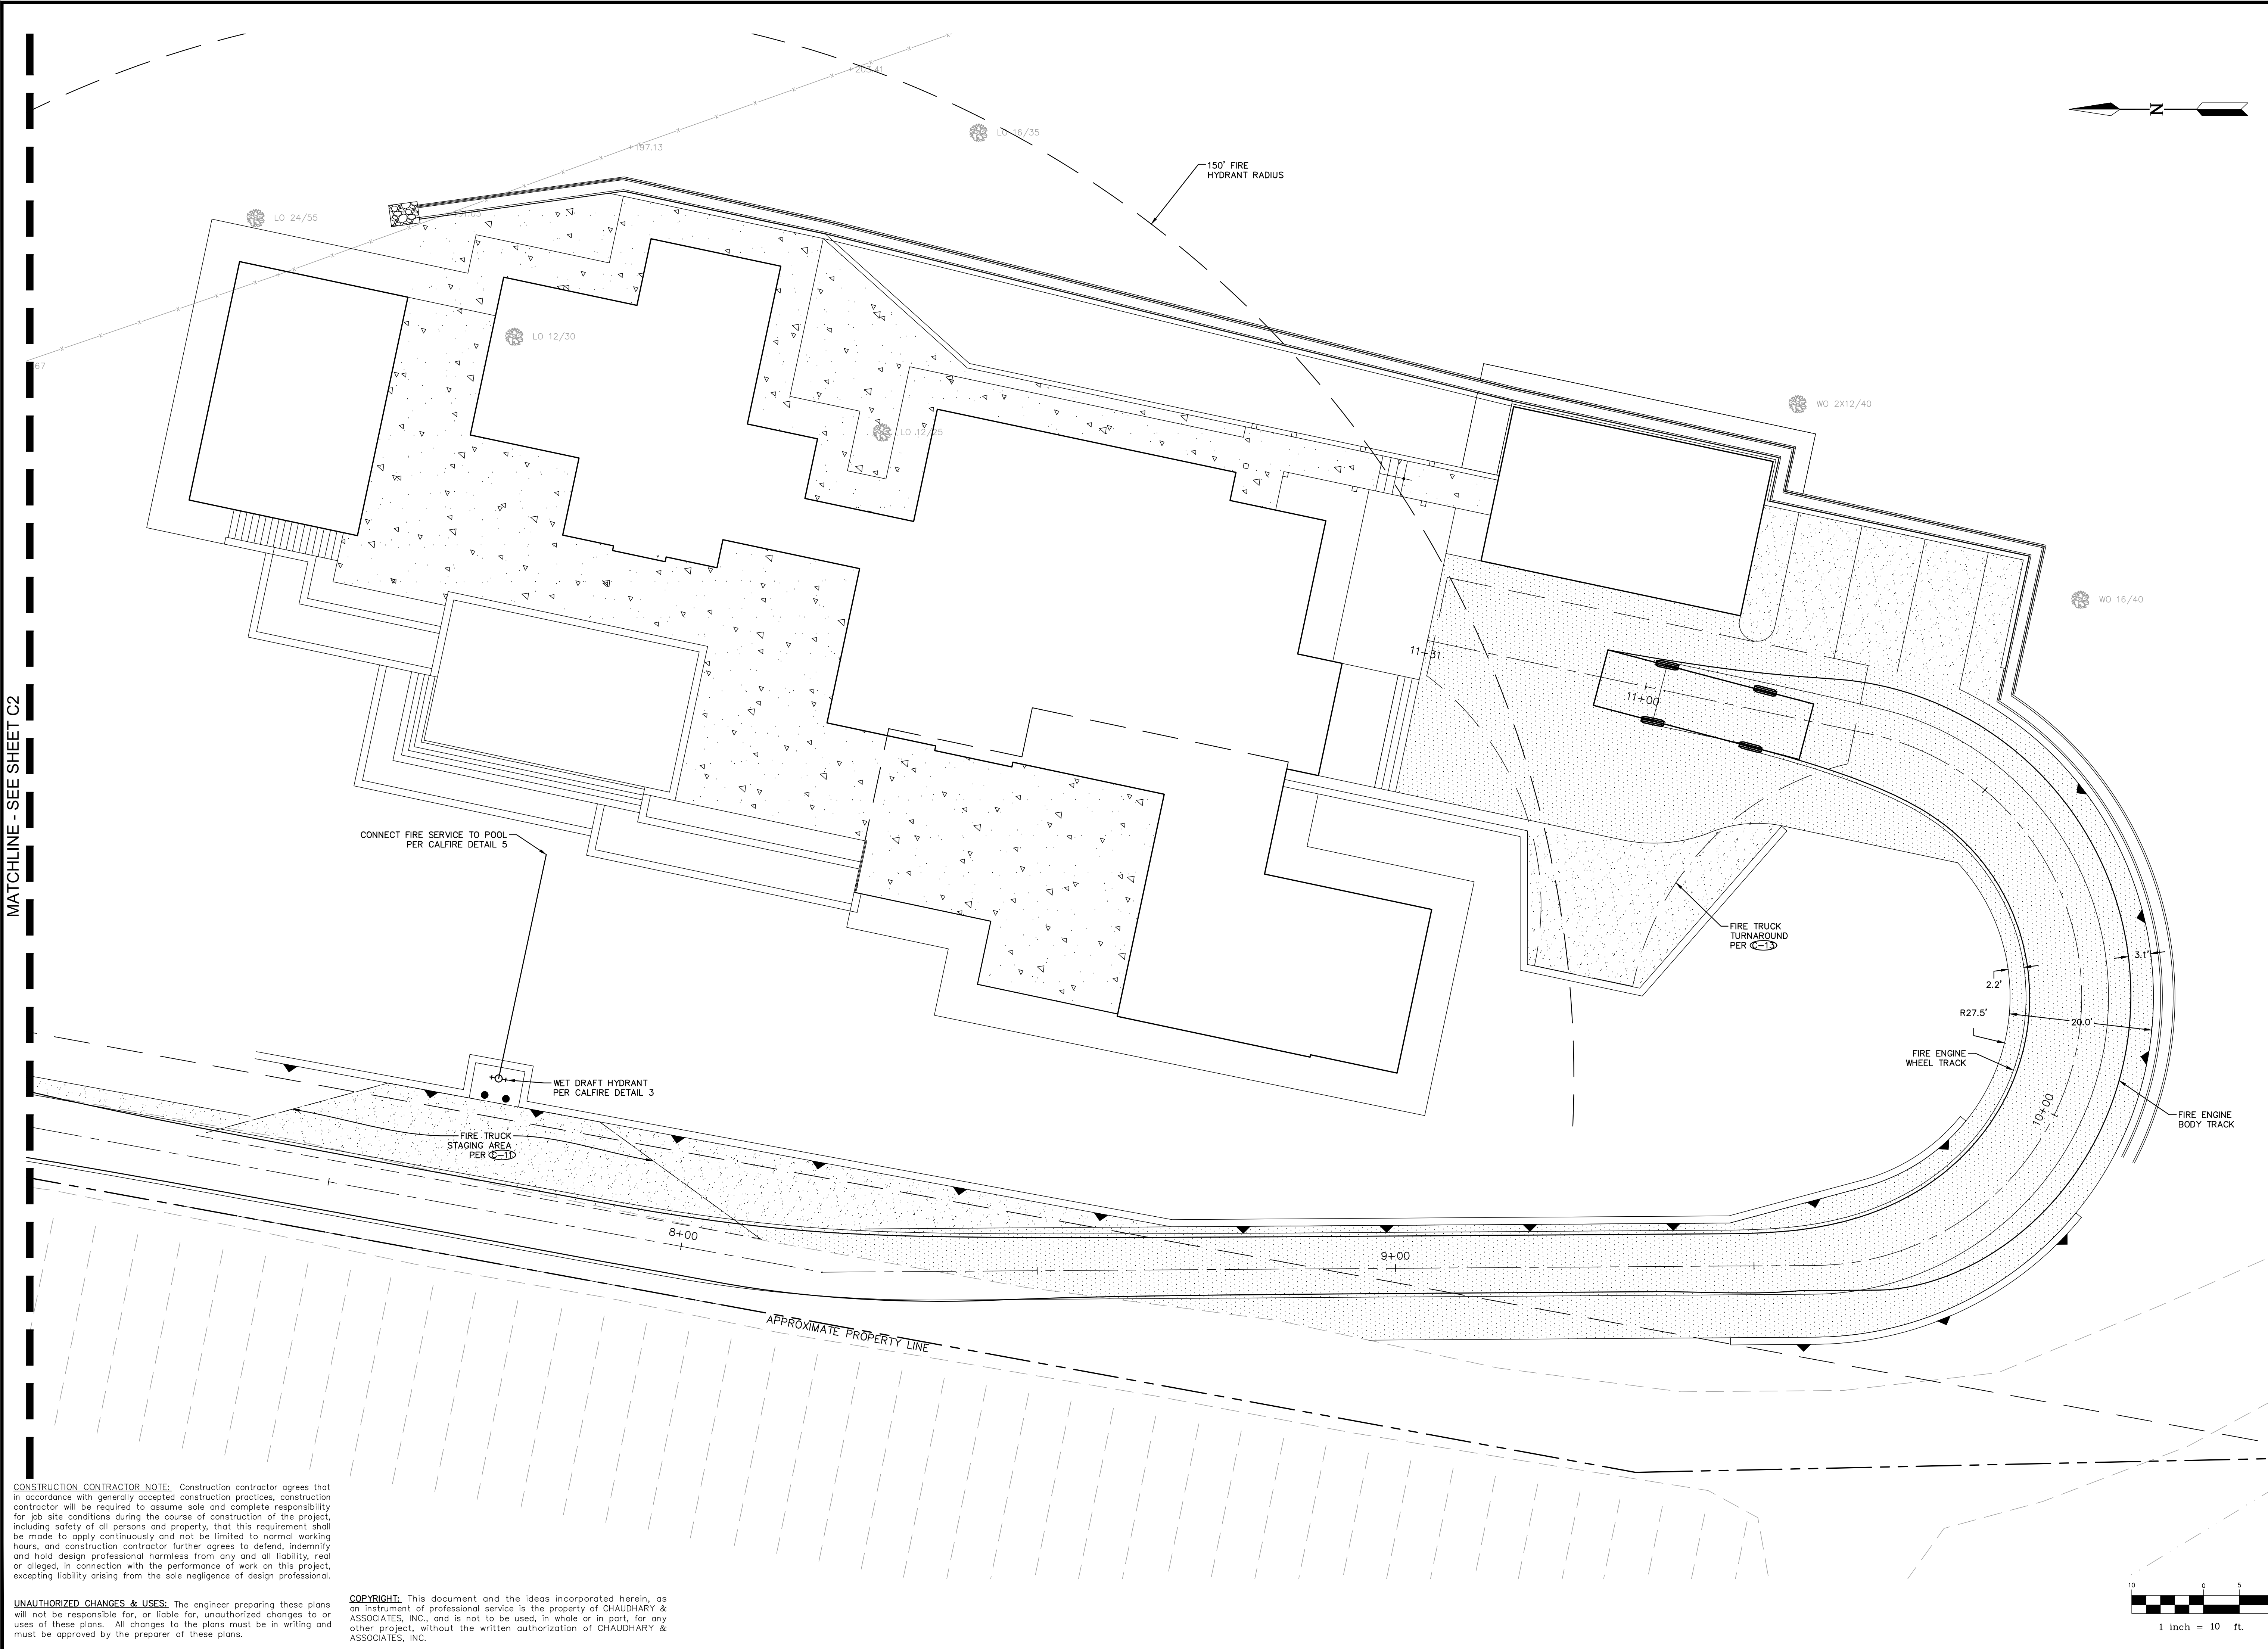 203.41
197.13
LO 16/35
N
150' FIRE
HYDRANT RADIUS
LO 24/55
191.63
LO 12/30
67
LO 12/25
WO 2X12/40
WO 16/40
11+31
11+00
MATCHLINE - SEE SHEET C2
CONNECT FIRE SERVICE TO POOL
PER CALFIRE DETAIL 5
FIRE TRUCK
TURNAROUND
PER C-13
3.1'
2.2'
R27.5'
20.0'
FIRE ENGINE
WHEEL TRACK
WET DRAFT HYDRANT
PER CALFIRE DETAIL 3
10+00
FIRE ENGINE
BODY TRACK
FIRE TRUCK
STAGING AREA
PER C-11
8+00
9+00
APPROXIMATE PROPERTY LINE
CONSTRUCTION CONTRACTOR NOTE: Construction contractor agrees that
in accordance with generally accepted construction practices, construction
contractor will be required to assume sole and complete responsibility
for job site conditions during the course of construction of the project,
including safety of all persons and property, that this requirement shall
be made to apply continuously and not be limited to normal working
hours, and construction contractor further agrees to defend, indemnify
and hold design professional harmless from any and all liability, real
or alleged, in connection with the performance of work on this project,
excepting liability arising from the sole negligence of design professional.
UNAUTHORIZED CHANGES & USES: The engineer preparing these plans
will not be responsible for, or liable for, unauthorized changes to or
uses of these plans. All changes to the plans must be in writing and
must be approved by the preparer of these plans.
COPYRIGHT: This document and the ideas incorporated herein, as
an instrument of professional service is the property of CHAUDHARY &
ASSOCIATES, INC., and is not to be used, in whole or in part, for any
other project, without the written authorization of CHAUDHARY &
ASSOCIATES, INC.
10 0 5
1 inch = 10 ft.